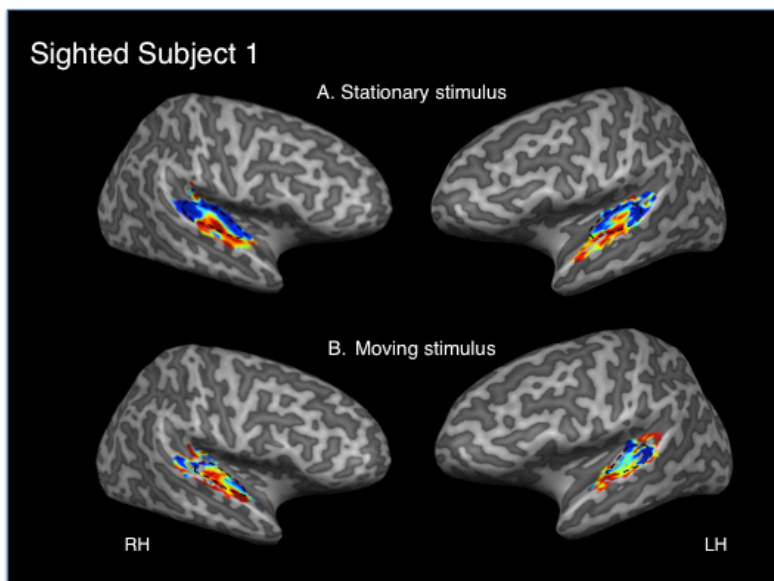 Sighted Subject 1
A. Stationary stimulus
B. Moving stimulus
RH
LH